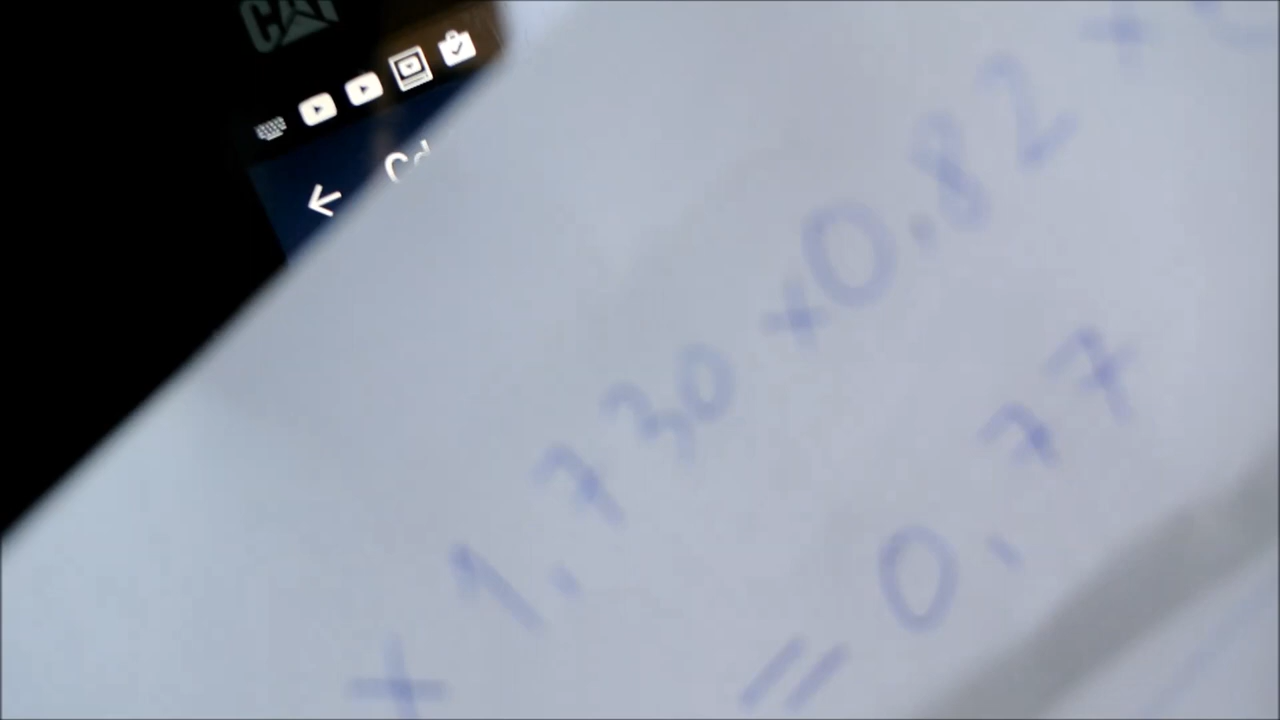 CAT
× 1.730 × 0.82 ×
= 0.77